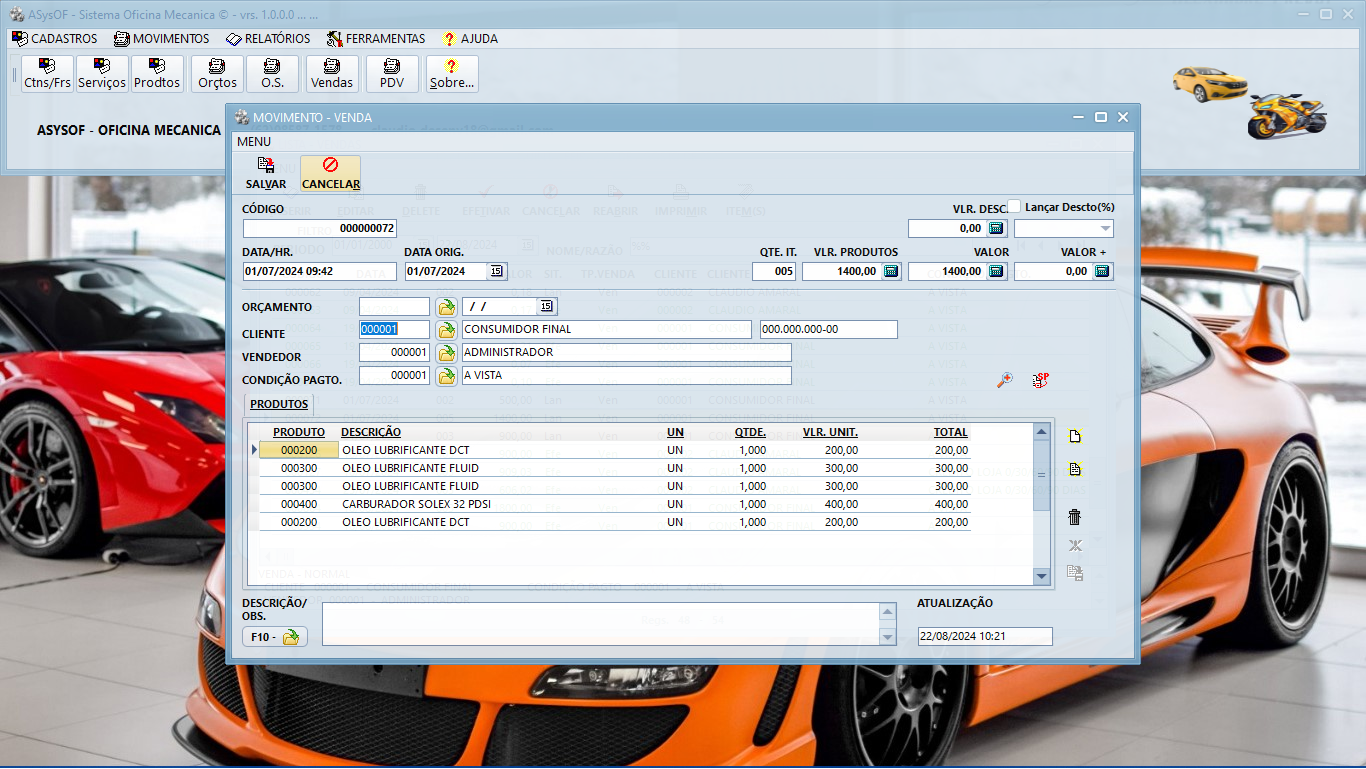 ASysOF - Sistema Oficina Mecanica © - vrs. 1.0.0.0 ... ...
CADASTROS MOVIMENTOS RELATÓRIOS FERRAMENTAS ? AJUDA
Ctns/Frs Serviços Prodtos Orçtos O.S. Vendas PDV Sobre...
ASYSOF - OFICINA MECANICA
MOVIMENTO - VENDA
MENU
SALVAR CANCELAR
CÓDIGO VLR. DESC. Lançar Descto(%)
000000072 0,00
DATA/HR. DATA ORIG. QTE. IT. VLR. PRODUTOS VALOR VALOR +
01/07/2024 09:42 01/07/2024 15 005 1400,00 1400,00 0,00
ORÇAMENTO / / 15
CLIENTE 000001 CONSUMIDOR FINAL 000.000.000-00
VENDEDOR 000001 ADMINISTRADOR
CONDIÇÃO PAGTO. 000001 A VISTA SP
PRODUTOS
PRODUTO DESCRIÇÃO UN QTDE. VLR. UNIT. TOTAL
000200 OLEO LUBRIFICANTE DCT UN 1,000 200,00 200,00
000300 OLEO LUBRIFICANTE FLUID UN 1,000 300,00 300,00
000300 OLEO LUBRIFICANTE FLUID UN 1,000 300,00 300,00
000400 CARBURADOR SOLEX 32 PDSI UN 1,000 400,00 400,00
000200 OLEO LUBRIFICANTE DCT UN 1,000 200,00 200,00
DESCRIÇÃO/
OBS.
F10 -
ATUALIZAÇÃO
22/08/2024 10:21